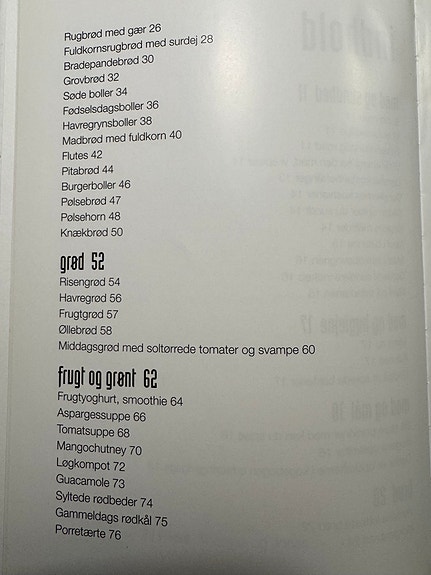 Rugbrød med gær 26
Fuldkornsrugbrød med surdej 28
Bradepandebrød 30
Grovbrød 32
Søde boller 34
Fødselsdagsboller 36
Havregrynsboller 38
Madbrød med fuldkorn 40
Flutes 42
Pitabrød 44
Burgerboller 46
Pølsebrød 47
Pølsehorn 48
Knækbrød 50
grød 52
Risengrød 54
Havregrød 56
Frugtgrød 57
Øllebrød 58
Middagsgrød med soltørrede tomater og svampe 60
frugt og grønt 62
Frugtyoghurt, smoothie 64
Aspargessuppe 66
Tomatsuppe 68
Mangochutney 70
Løgkompot 72
Guacamole 73
Syltede rødbeder 74
Gammeldags rødkål 75
Porretærte 76